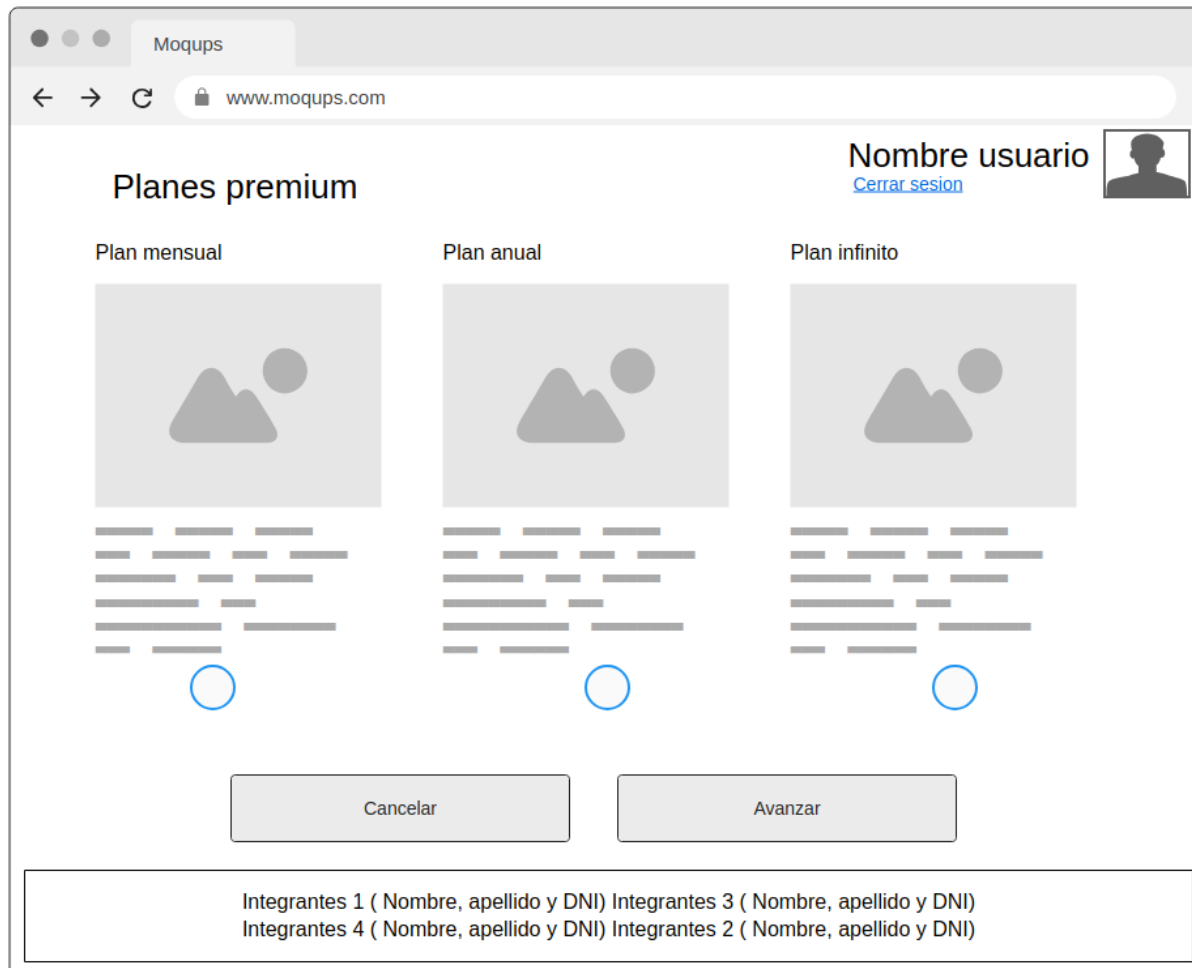 Moqups
www.moqups.com
Nombre usuario
Cerrar sesion
Planes premium
Plan mensual
Plan anual
Plan infinito
Cancelar
Avanzar
Integrantes 1 ( Nombre, apellido y DNI) Integrantes 3 ( Nombre, apellido y DNI)
Integrantes 4 ( Nombre, apellido y DNI) Integrantes 2 ( Nombre, apellido y DNI)